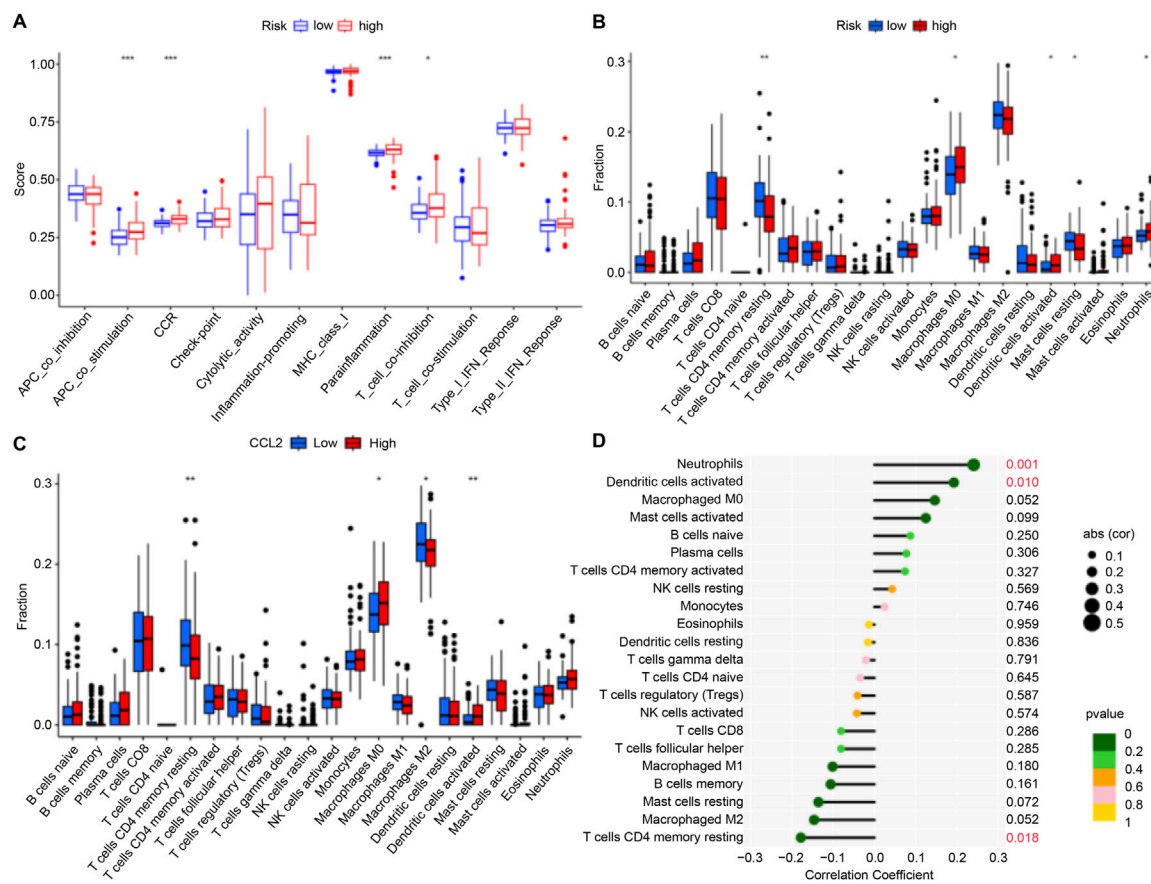 A
Risk low high
*** *** *** *
Score
1.00
0.75
0.50
0.25
0.00
APC_co_inhibition
APC_co_stimulation
CCR
Check-point
Cytolytic_activity
Inflammation-promoting
MHC_class_I
Parainflammation
T_cell_co-inhibition
T_cell_co-stimulation
Type_I_IFN_Reponse
Type_II_IFN_Reponse
B
Risk low high
** * * * *
Fraction
0.3
0.2
0.1
0.0
B cells naive
B cells memory
Plasma cells
T cells CO8
T cells CD4 naive
T cells CD4 memory resting
T cells CD4 memory activated
T cells follicular helper
T cells regulatory (Tregs)
T cells gamma delta
NK cells resting
NK cells activated
Monocytes
Macrophages M0
Macrophages M1
Macrophages M2
Dendritic cells resting
Dendritic cells activated
Mast cells resting
Mast cells activated
Eosinophils
Neutrophils
C
CCL2 Low High
** * * **
Fraction
0.3
0.2
0.1
0.0
B cells naive
B cells memory
Plasma cells
T cells CO8
T cells CD4 naive
T cells CD4 memory resting
T cells CD4 memory activated
T cells follicular helper
T cells regulatory (Tregs)
T cells gamma delta
NK cells rasting
NK cells activated
Monocytes
Macrophages M0
Macrophages M1
Macrophages M2
Dendritic cells resting
Dendritic cells activated
Mast cells resting
Mast cells activated
Eosinophils
Neutrophils
D
Neutrophils 0.001
Dendritic cells activated 0.010
Macrophaged M0 0.052
Mast cells activated 0.099
B cells naive 0.250
Plasma cells 0.306
T cells CD4 memory activated 0.327
NK cells resting 0.569
Monocytes 0.746
Eosinophils 0.959
Dendritic cells resting 0.836
T cells gamma delta 0.791
T cells CD4 naive 0.645
T cells regulatory (Tregs) 0.587
NK cells activated 0.574
T cells CD8 0.286
T cells follicular helper 0.285
Macrophaged M1 0.180
B cells memory 0.161
Mast cells resting 0.072
Macrophaged M2 0.052
T cells CD4 memory resting 0.018
−0.3 −0.2 −0.1 0.0 0.1 0.2 0.3
Correlation Coefficient
abs (cor)
0.1
0.2
0.3
0.4
0.5
pvalue
0
0.2
0.4
0.6
0.8
1